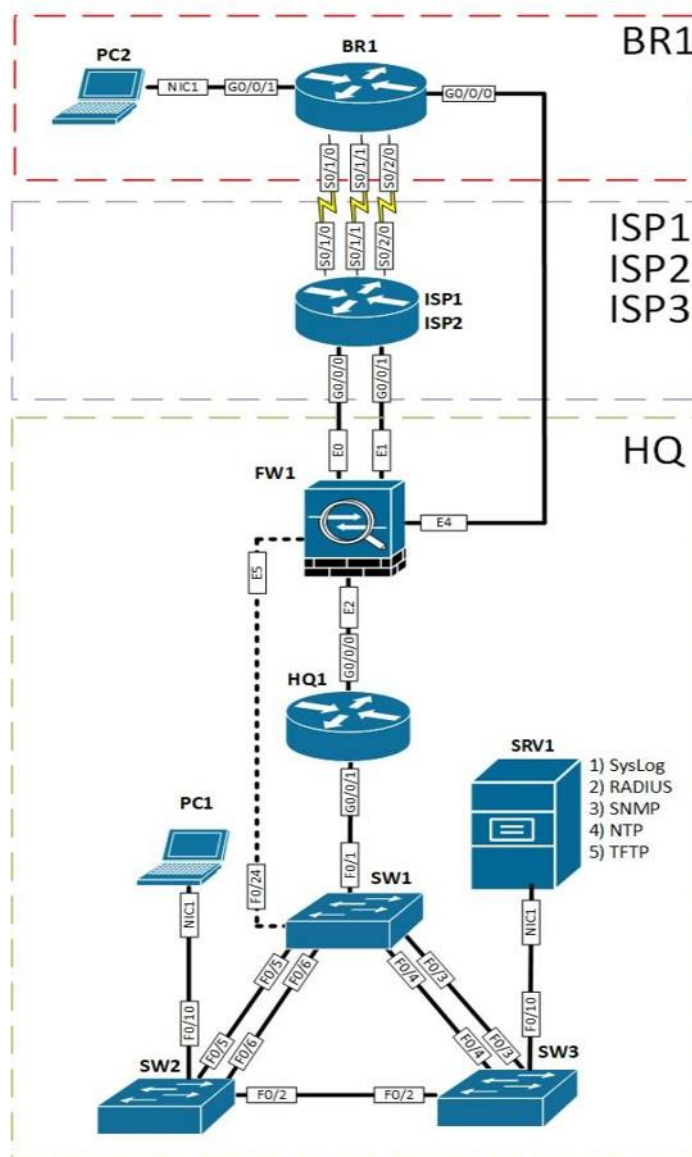 BR1
PC2
BR1
NIC1
G0/0/1
G0/0/0
S0/1/0
S0/1/1
S0/2/0
S0/1/0
S0/1/1
S0/2/0
ISP1
ISP2
ISP3
ISP1
ISP2
G0/0/0
G0/0/1
HQ
E0
E1
FW1
E4
E5
E2
G0/0/0
HQ1
SRV1
1) SysLog
2) RADIUS
3) SNMP
4) NTP
5) TFTP
PC1
G0/0/1
F0/24
F0/1
SW1
NIC1
NIC1
F0/5
F0/6
F0/4
F0/3
F0/10
F0/5
F0/6
F0/4
F0/3
F0/10
SW2
SW3
F0/2
F0/2